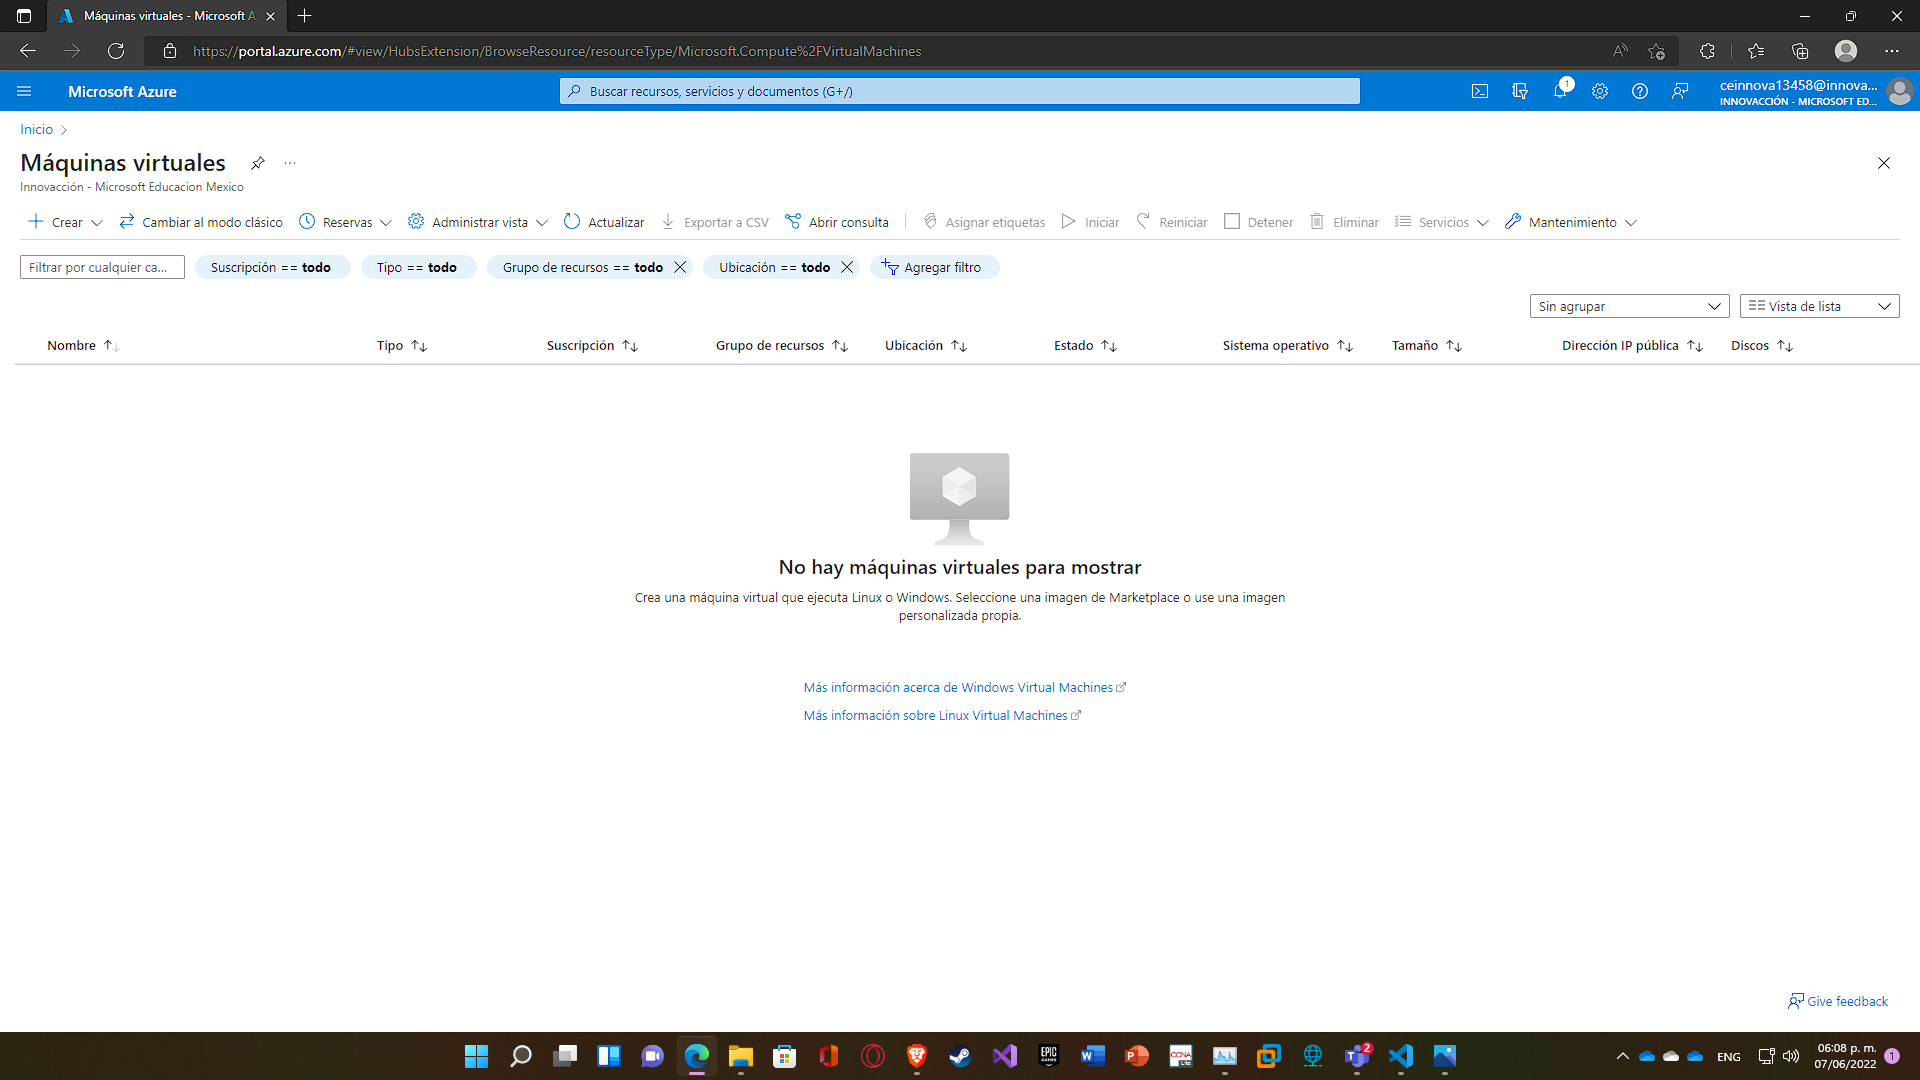 Máquinas virtuales - Microsoft A
https://portal.azure.com/#view/HubsExtension/BrowseResource/resourceType/Microsoft.Compute%2FVirtualMachines
Microsoft Azure
Buscar recursos, servicios y documentos (G+/)
1
ceinnova13458@innova...
INNOVACCIÓN - MICROSOFT ED...
Inicio
Máquinas virtuales
Innovacción - Microsoft Educacion Mexico
Crear
Cambiar al modo clásico
Reservas
Administrar vista
Actualizar
Exportar a CSV
Abrir consulta
Asignar etiquetas
Iniciar
Reiniciar
Detener
Eliminar
Servicios
Mantenimiento
Filtrar por cualquier ca...
Suscripción == todo
Tipo == todo
Grupo de recursos == todo
Ubicación == todo
Agregar filtro
Sin agrupar
Vista de lista
Nombre
Tipo
Suscripción
Grupo de recursos
Ubicación
Estado
Sistema operativo
Tamaño
Dirección IP pública
Discos
No hay máquinas virtuales para mostrar
Crea una máquina virtual que ejecuta Linux o Windows. Seleccione una imagen de Marketplace o use una imagen
personalizada propia.
Más información acerca de Windows Virtual Machines
Más información sobre Linux Virtual Machines
Give feedback
EPIC
GAMES
CCNA
Lite
2
ENG
06:08 p. m.
07/06/2022
1